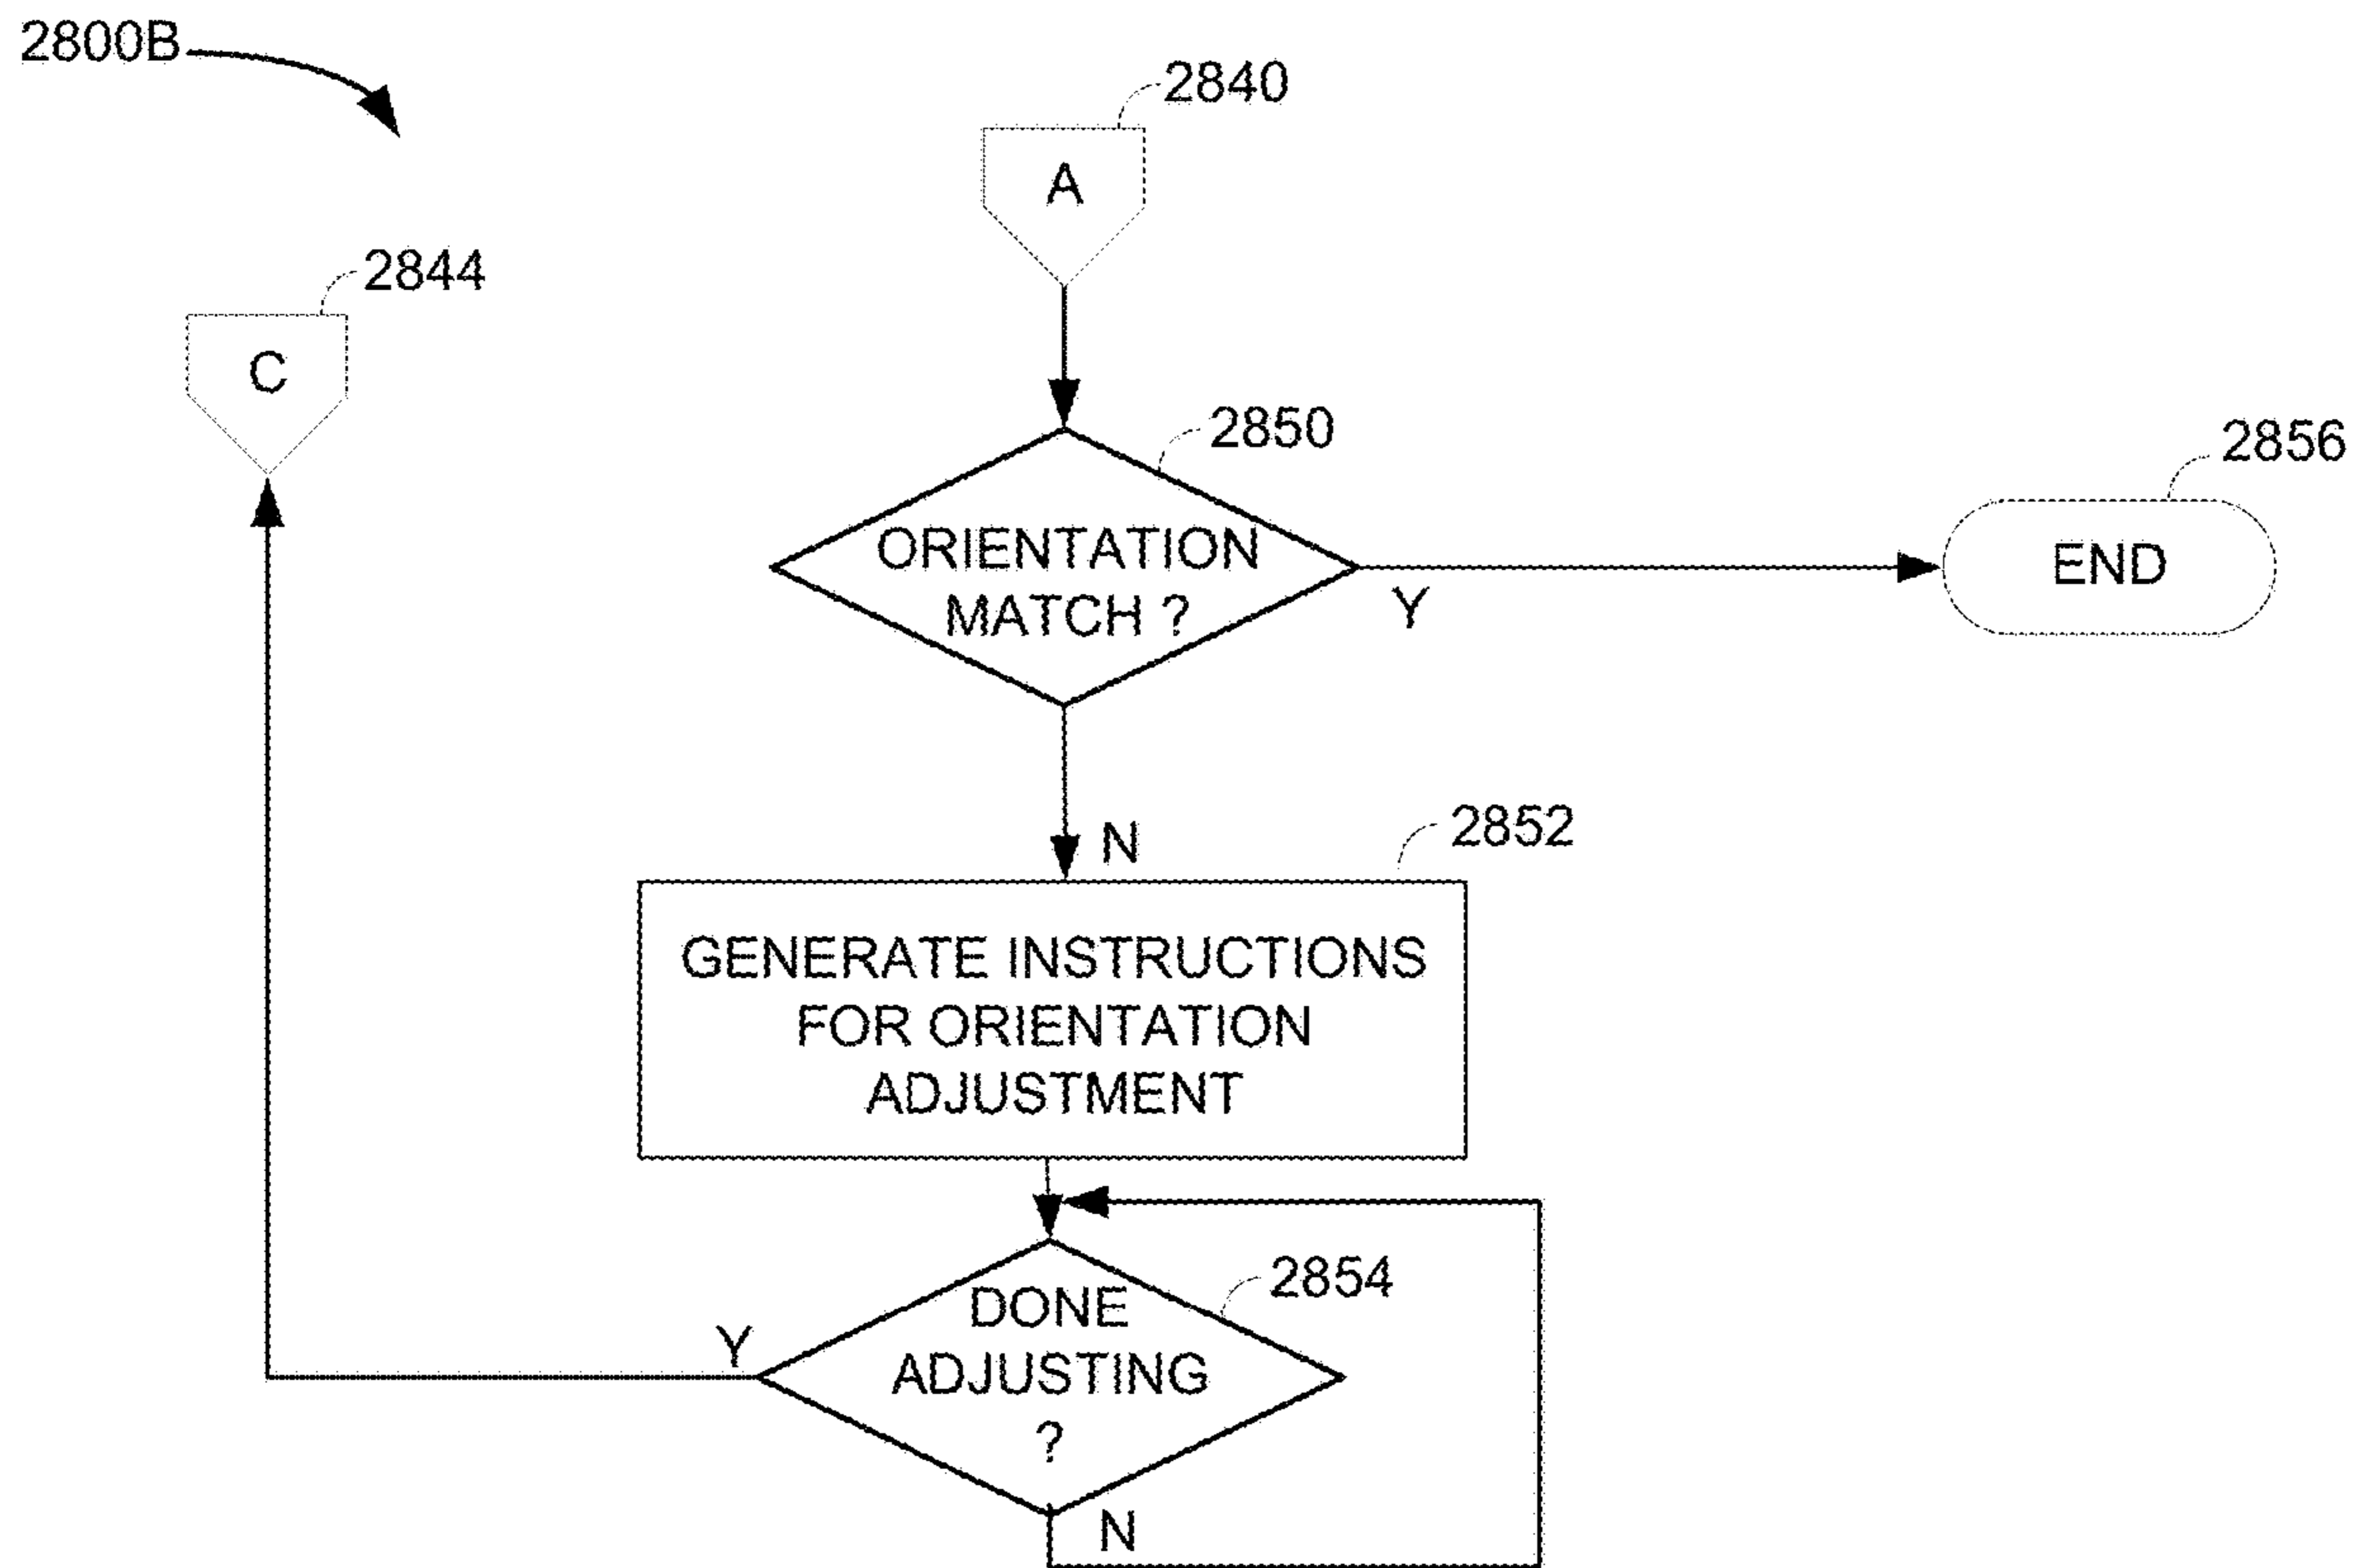 2800B
2840
A
2844
C
2850
ORIENTATION
MATCH ?
Y
2856
END
N
2852
GENERATE INSTRUCTIONS
FOR ORIENTATION
ADJUSTMENT
2854
DONE
ADJUSTING
?
Y
N